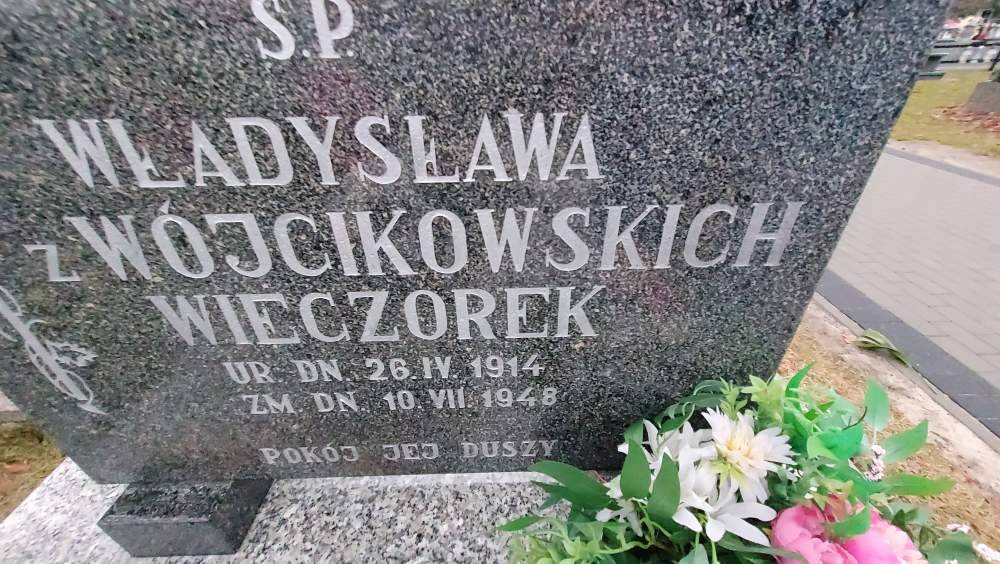 Ś.P.
WŁADYSŁAWA
z WÓJCIKOWSKICH
WIECZOREK
UR DN. 26.IV. 1914
ZM DN 10 VII. 1948
POKÓJ JEJ DUSZY